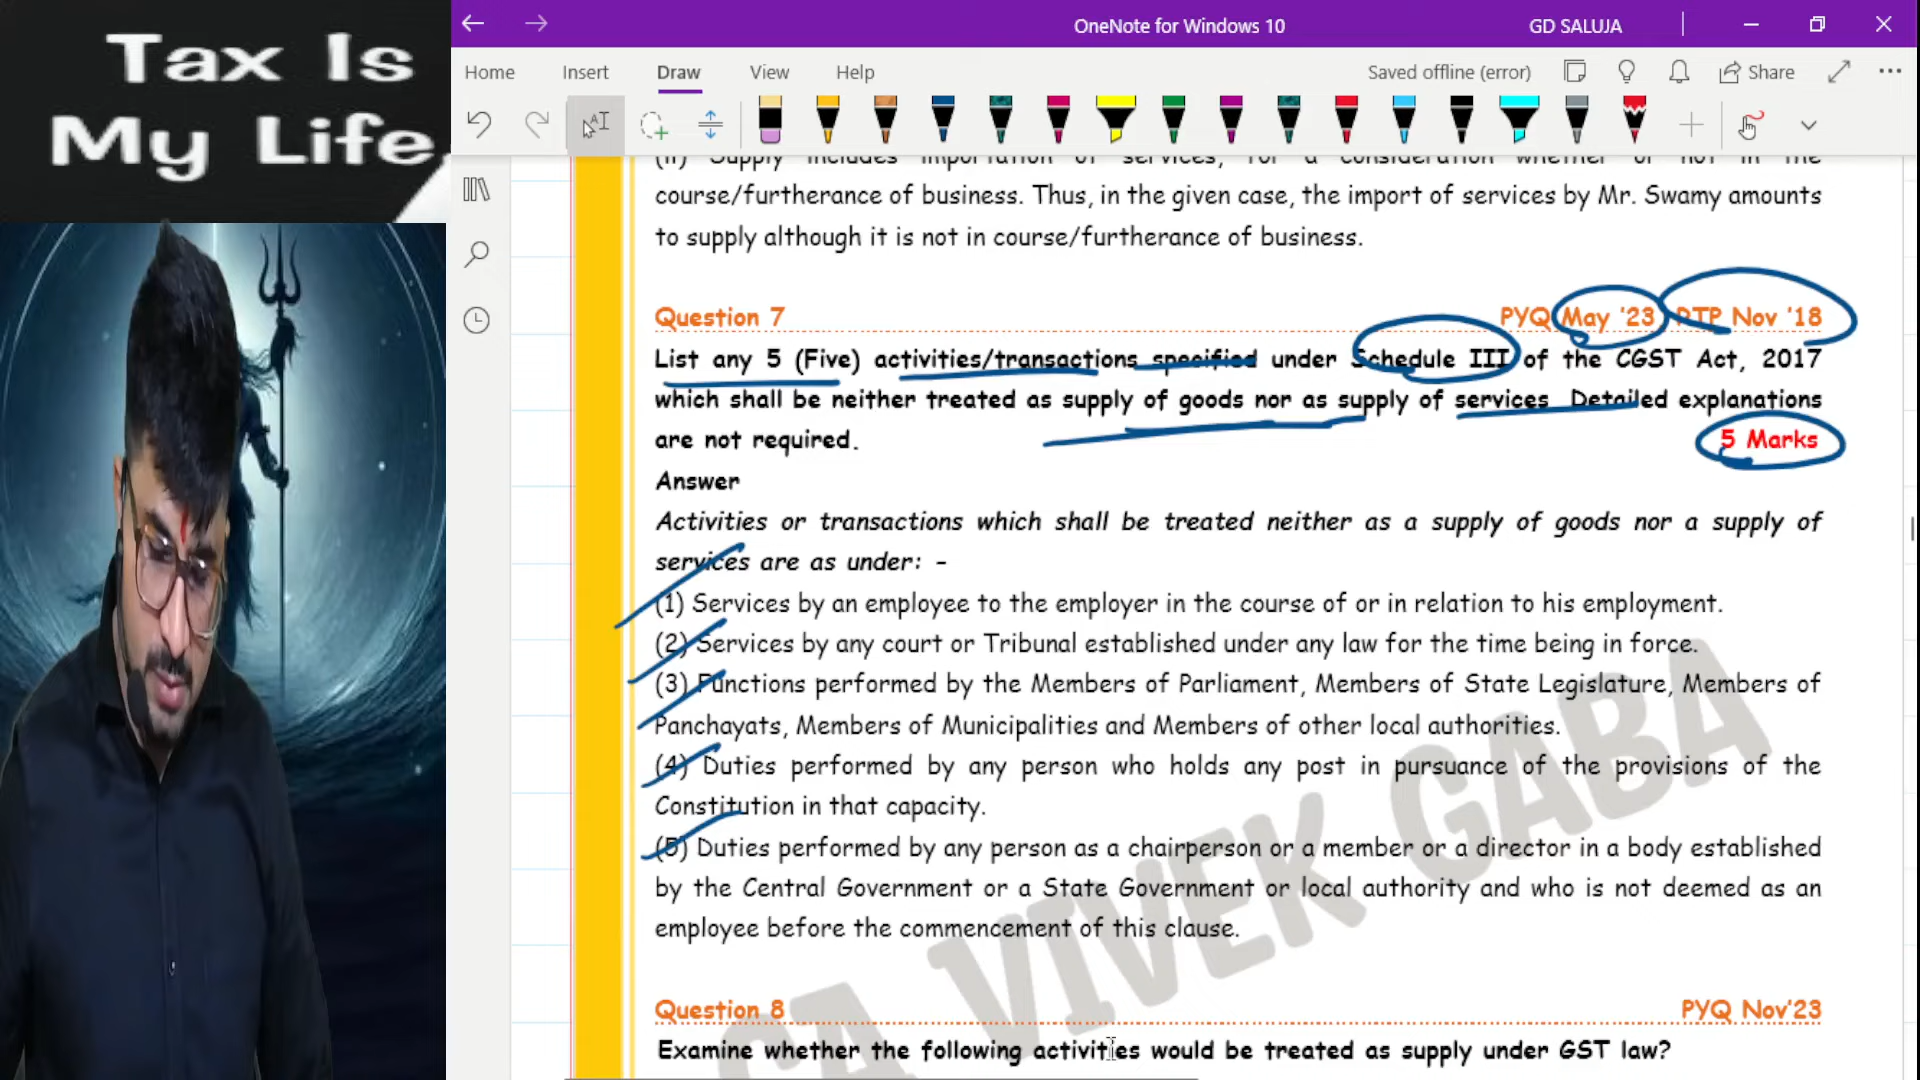 Tax Is
My Life.
OneNote for Windows 10
GD SALUJA
Home Insert Draw View Help
Saved offline (error)
Share
(ii) Supply includes importation of services, for a consideration whether or not in the
course/furtherance of business. Thus, in the given case, the import of services by Mr. Swamy amounts
to supply although it is not in course/furtherance of business.
Question 7
PYQ May '23, RTP Nov '18
List any 5 (Five) activities/transactions specified under Schedule III of the CGST Act, 2017
which shall be neither treated as supply of goods nor as supply of services. Detailed explanations
are not required.
5 Marks
Answer
Activities or transactions which shall be treated neither as a supply of goods nor a supply of
services are as under: -
(1) Services by an employee to the employer in the course of or in relation to his employment.
(2) Services by any court or Tribunal established under any law for the time being in force.
(3) Functions performed by the Members of Parliament, Members of State Legislature, Members of
Panchayats, Members of Municipalities and Members of other local authorities.
(4) Duties performed by any person who holds any post in pursuance of the provisions of the
Constitution in that capacity.
(5) Duties performed by any person as a chairperson or a member or a director in a body established
by the Central Government or a State Government or local authority and who is not deemed as an
employee before the commencement of this clause.
CA VIVEK GABA
Question 8
PYQ Nov'23
Examine whether the following activities would be treated as supply under GST law?